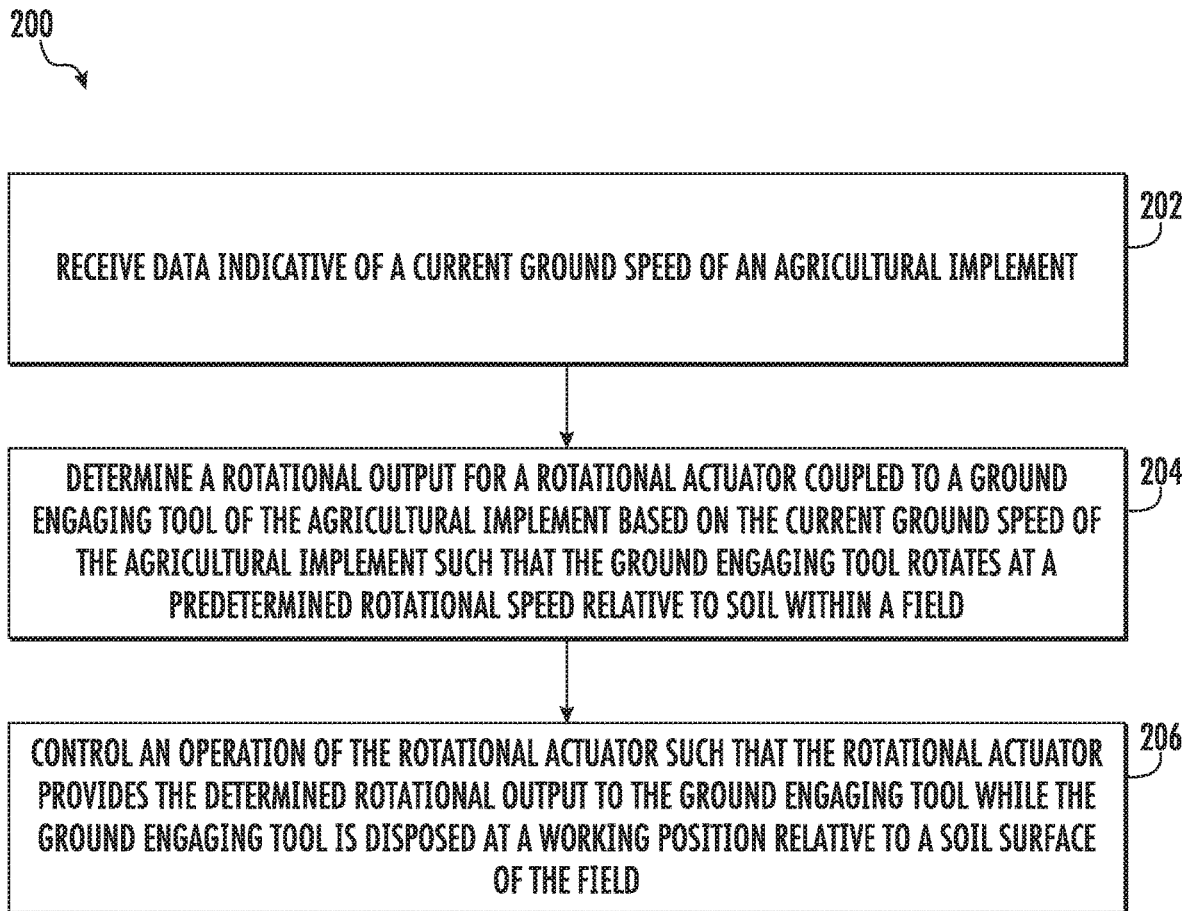 200
202
RECEIVE DATA INDICATIVE OF A CURRENT GROUND SPEED OF AN AGRICULTURAL IMPLEMENT
204
DETERMINE A ROTATIONAL OUTPUT FOR A ROTATIONAL ACTUATOR COUPLED TO A GROUND
ENGAGING TOOL OF THE AGRICULTURAL IMPLEMENT BASED ON THE CURRENT GROUND SPEED OF
THE AGRICULTURAL IMPLEMENT SUCH THAT THE GROUND ENGAGING TOOL ROTATES AT A
PREDETERMINED ROTATIONAL SPEED RELATIVE TO SOIL WITHIN A FIELD
206
CONTROL AN OPERATION OF THE ROTATIONAL ACTUATOR SUCH THAT THE ROTATIONAL ACTUATOR
PROVIDES THE DETERMINED ROTATIONAL OUTPUT TO THE GROUND ENGAGING TOOL WHILE THE
GROUND ENGAGING TOOL IS DISPOSED AT A WORKING POSITION RELATIVE TO A SOIL SURFACE
OF THE FIELD